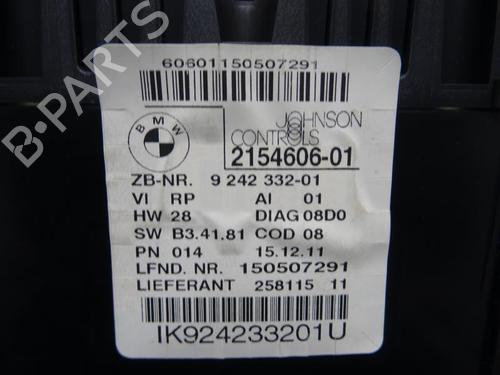 60601150507291
BMW
JOHNSON
CONTROLS
2154606-01
ZB-NR. 9 242 332-01
VI RP AI 01
HW 28 DIAG 08D0
SW B3.41.81 COD 08
PN 014 15.12.11
LFND. NR. 150507291
LIEFERANT 258115 11
IK924233201U
B-PARTS